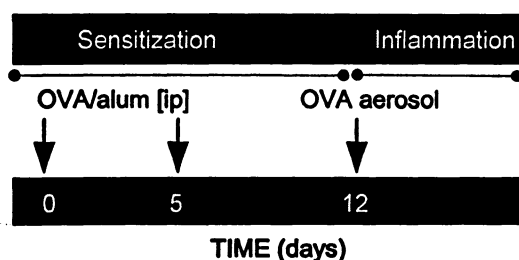 Sensitization Inflammation
OVA/alum [ip] OVA aerosol
0 5 12
TIME (days)